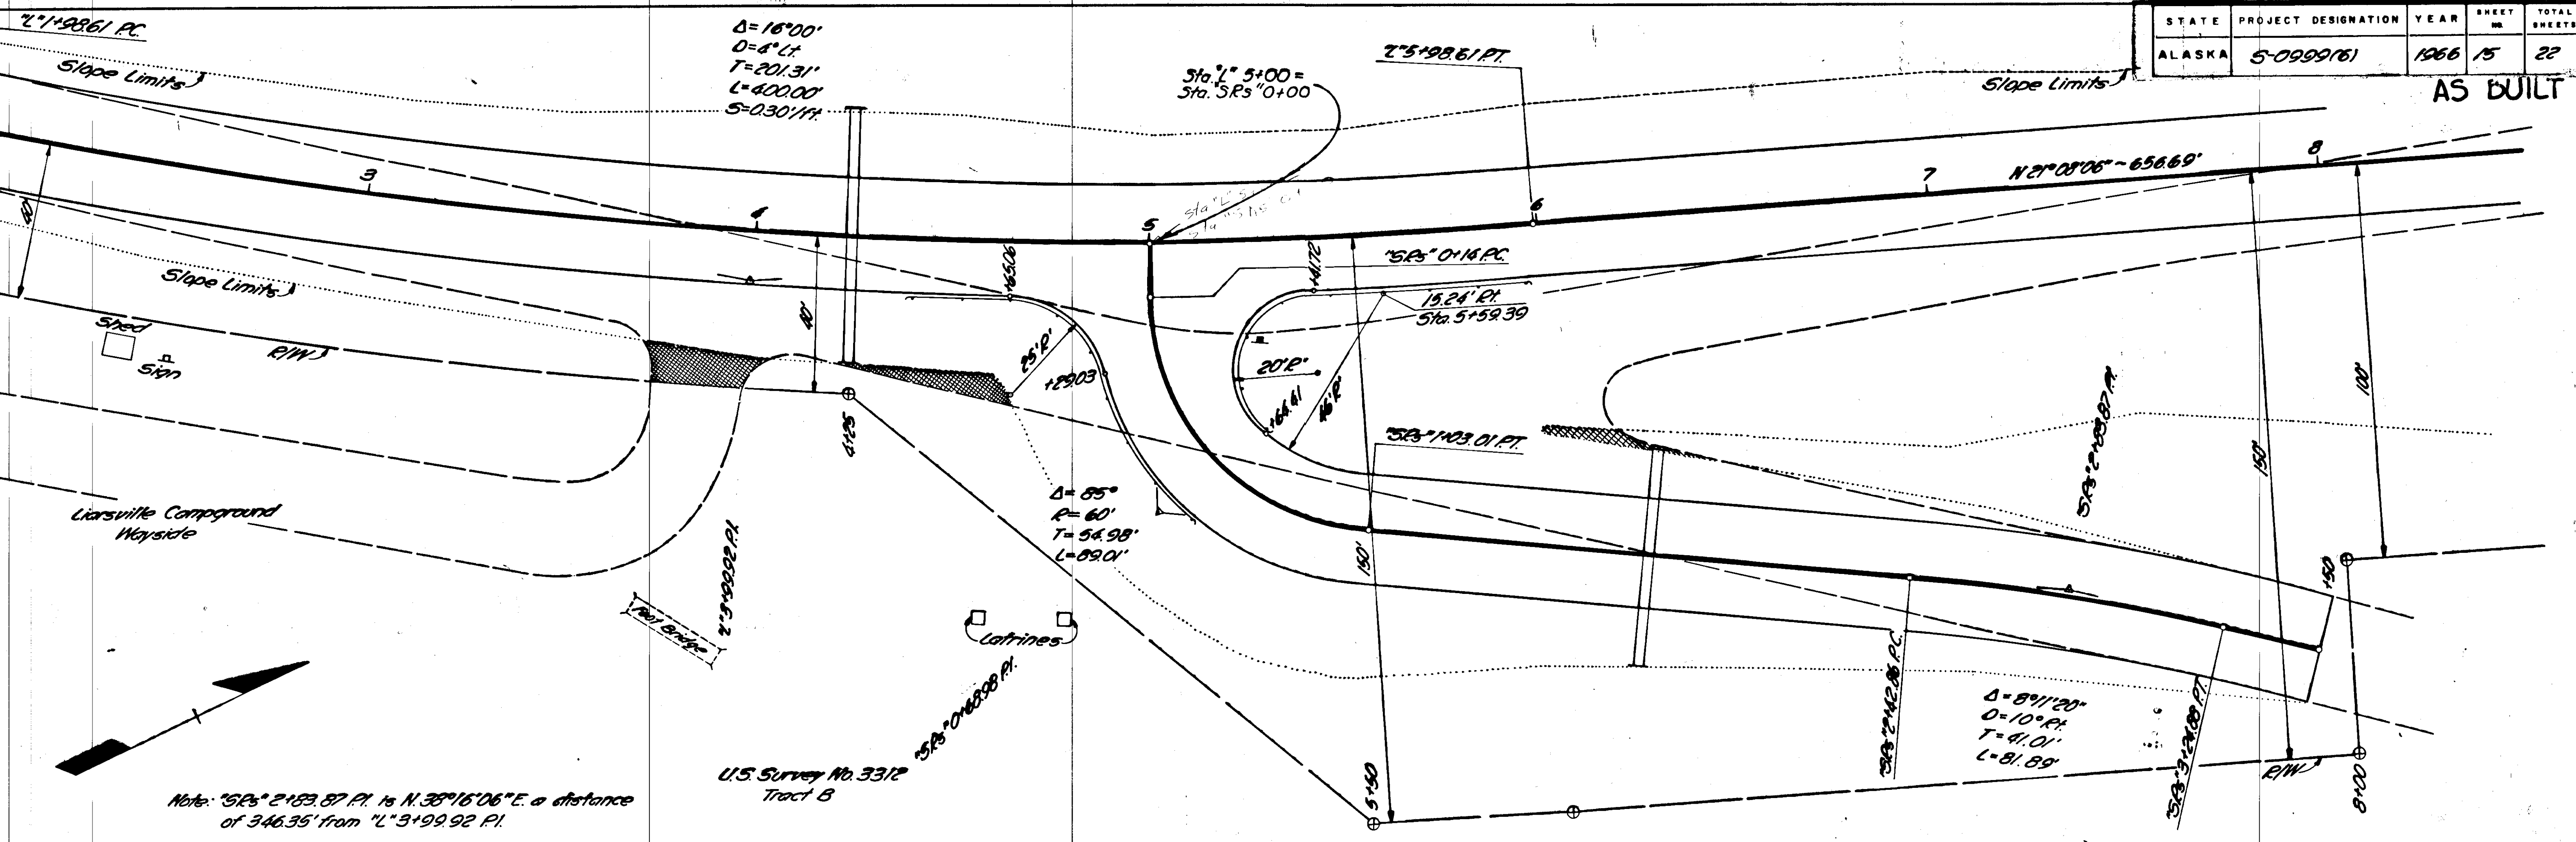 "L" 1+98.61 P.C.
Slope Limits
Δ= 16°00'
D=4° Lt.
T=201.31'
L=400.00'
S=0.30'/ft.
Sta. "L" 5+00 =
Sta. "SRs" 0+00
"L" 5+98.61 P.T.
Slope Limits
STATE PROJECT DESIGNATION YEAR SHEET NO. TOTAL SHEETS
ALASKA S-0999(6) 1966 15 22
AS BUILT
3
4
5
6
7
N 21°08'06" ~ 656.69'
8
40'
Slope Limits
Shed
Sign
R/W
40'
4+25
+65.06
25' R
+29.03
"SRs" 0+14 P.C.
+41.72
15.24' Rt.
Sta. 5+59.39
20' R
46' R
+64.41
"SRs" 1+03.01 P.T.
150'
"SRs" 2+83.87 P.I.
150'
100'
Liarsville Campground
Wayside
"L" 3+99.92 P.I.
Foot Bridge
Δ= 85°
R= 60'
T= 54.98'
L=89.01'
Latrines
"SRs" 0+68.98 P.I.
"SRs" 2+42.86 P.C.
Δ= 8°11'20"
D=10° Rt.
T=41.01'
L=81.89'
"SRs" 3+24.88 P.T.
+50
R/W
8+00
5+50
U.S. Survey No. 3312
Tract B
Note: "SRs" 2+83.87 P.I. is N. 38°16'06" E. a distance
of 346.35' from "L" 3+99.92 P.I.